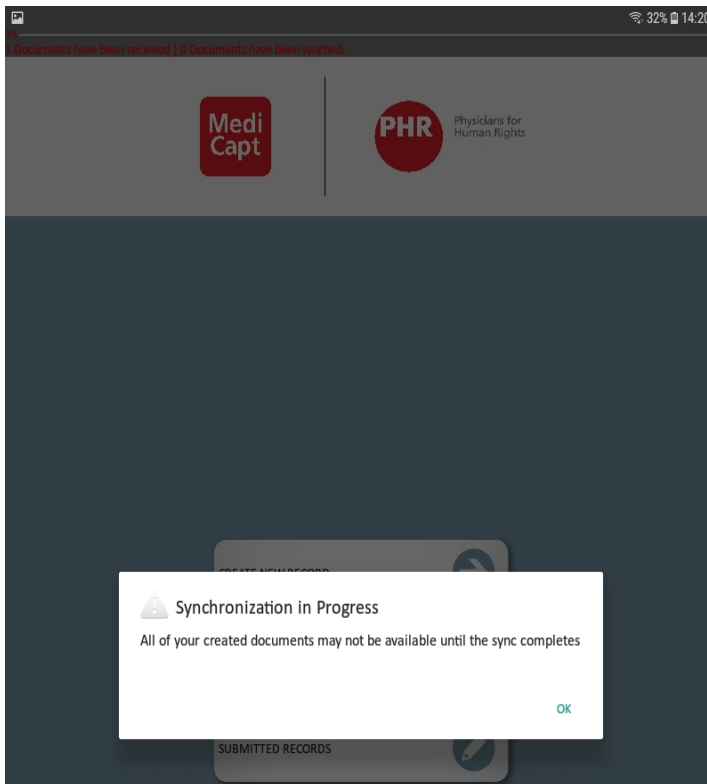 32% 14:20
0%
1 Documents have been recieved | 0 Documents have been synched.
Medi
Capt
PHR
Physicians for
Human Rights
CREATE NEW RECORD
Synchronization in Progress
All of your created documents may not be available until the sync completes
OK
SUBMITTED RECORDS